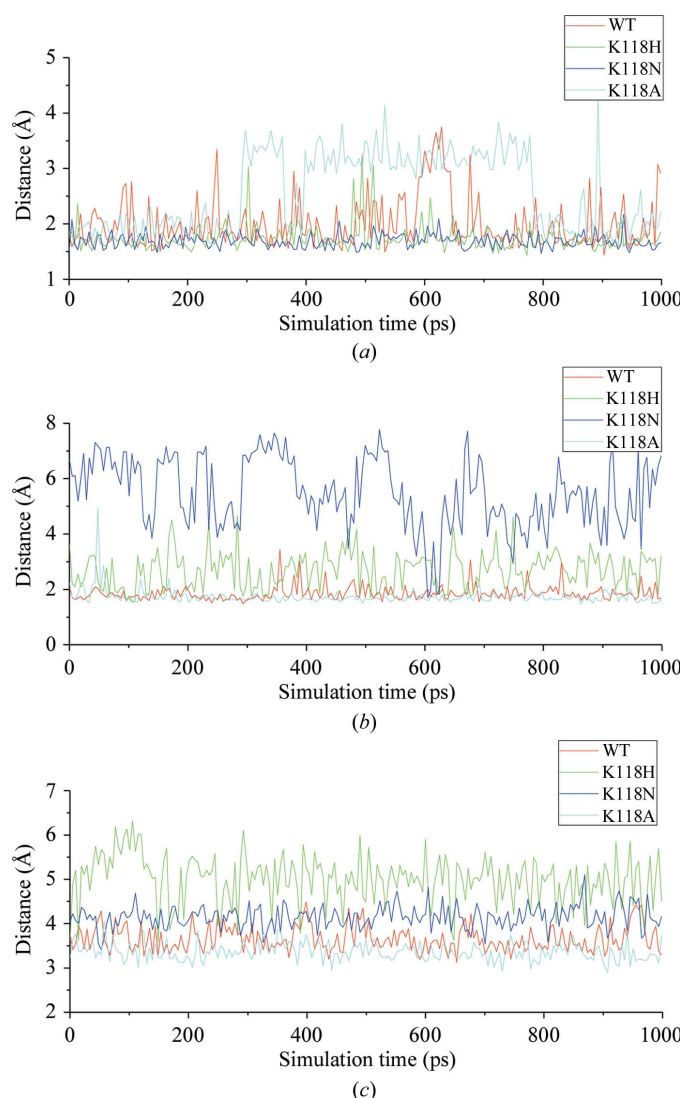 WT
K118H
K118N
K118A
5
4
3
2
1
Distance (Å)
0 200 400 600 800 1000
Simulation time (ps)
(a)
WT
K118H
K118N
K118A
8
6
4
2
0
Distance (Å)
0 200 400 600 800 1000
Simulation time (ps)
(b)
WT
K118H
K118N
K118A
7
6
5
4
3
2
Distance (Å)
0 200 400 600 800 1000
Simulation time (ps)
(c)